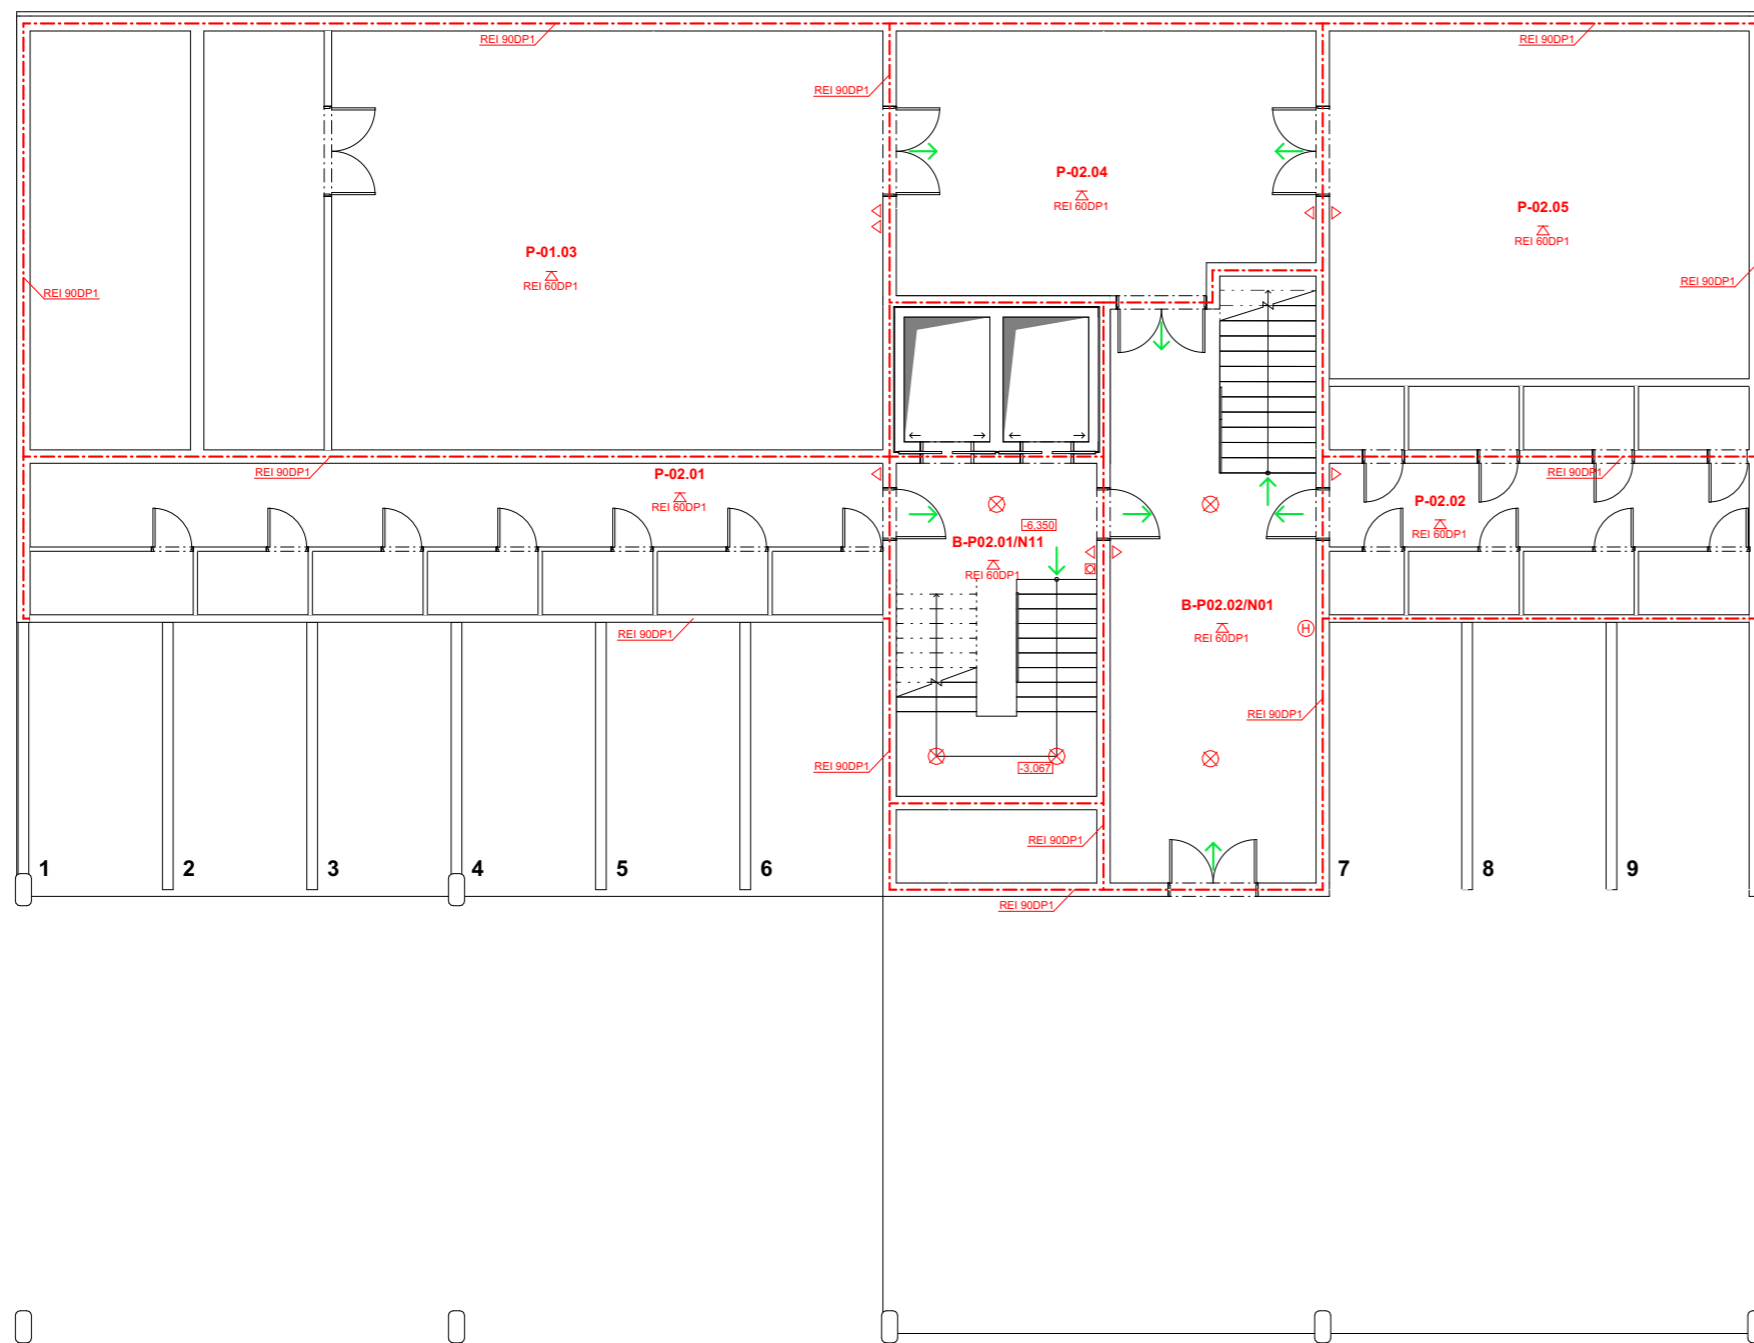 REI 90DP1
REI 90DP1
REI 90DP1
P-02.04
REI 60DP1
P-02.05
REI 60DP1
P-01.03
REI 60DP1
REI 90DP1
REI 90DP1
REI 90DP1
P-02.01
REI 60DP1
REI 90DP1
P-02.02
REI 60DP1
-6,350
B-P02.01/N11
REI 60DP1
B-P02.02/N01
REI 60DP1
H
REI 90DP1
REI 90DP1
REI 90DP1
-3,067
REI 90DP1
1
2
3
4
5
6
7
8
9
REI 90DP1